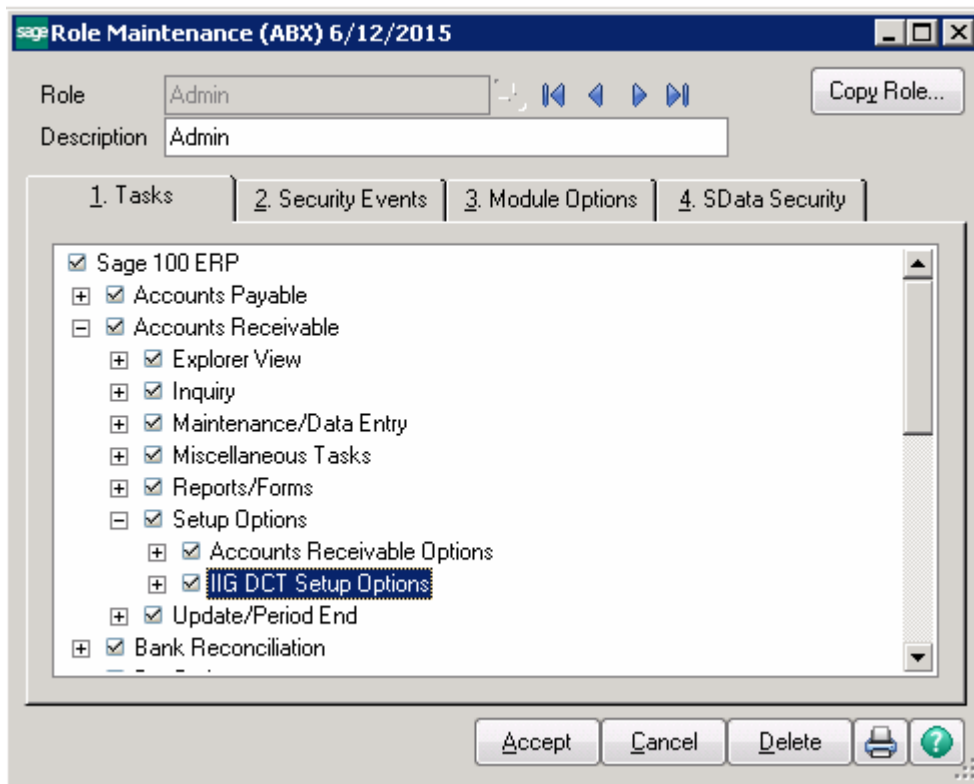 sage Role Maintenance (ABX) 6/12/2015
Role Admin Copy Role...
Description Admin
1. Tasks 2. Security Events 3. Module Options 4. SData Security
Sage 100 ERP
Accounts Payable
Accounts Receivable
Explorer View
Inquiry
Maintenance/Data Entry
Miscellaneous Tasks
Reports/Forms
Setup Options
Accounts Receivable Options
IIG DCT Setup Options
Update/Period End
Bank Reconciliation
Accept Cancel Delete